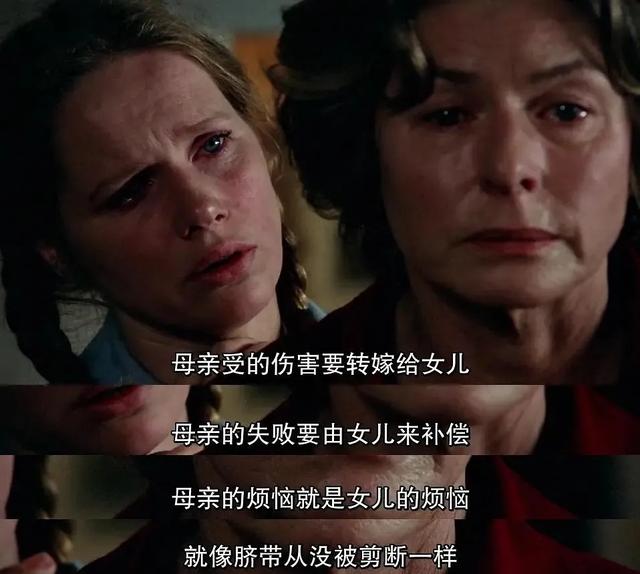 母亲受的伤害要转嫁给女儿
母亲的失败要由女儿来补偿
母亲的烦恼就是女儿的烦恼
就像脐带从没被剪断一样